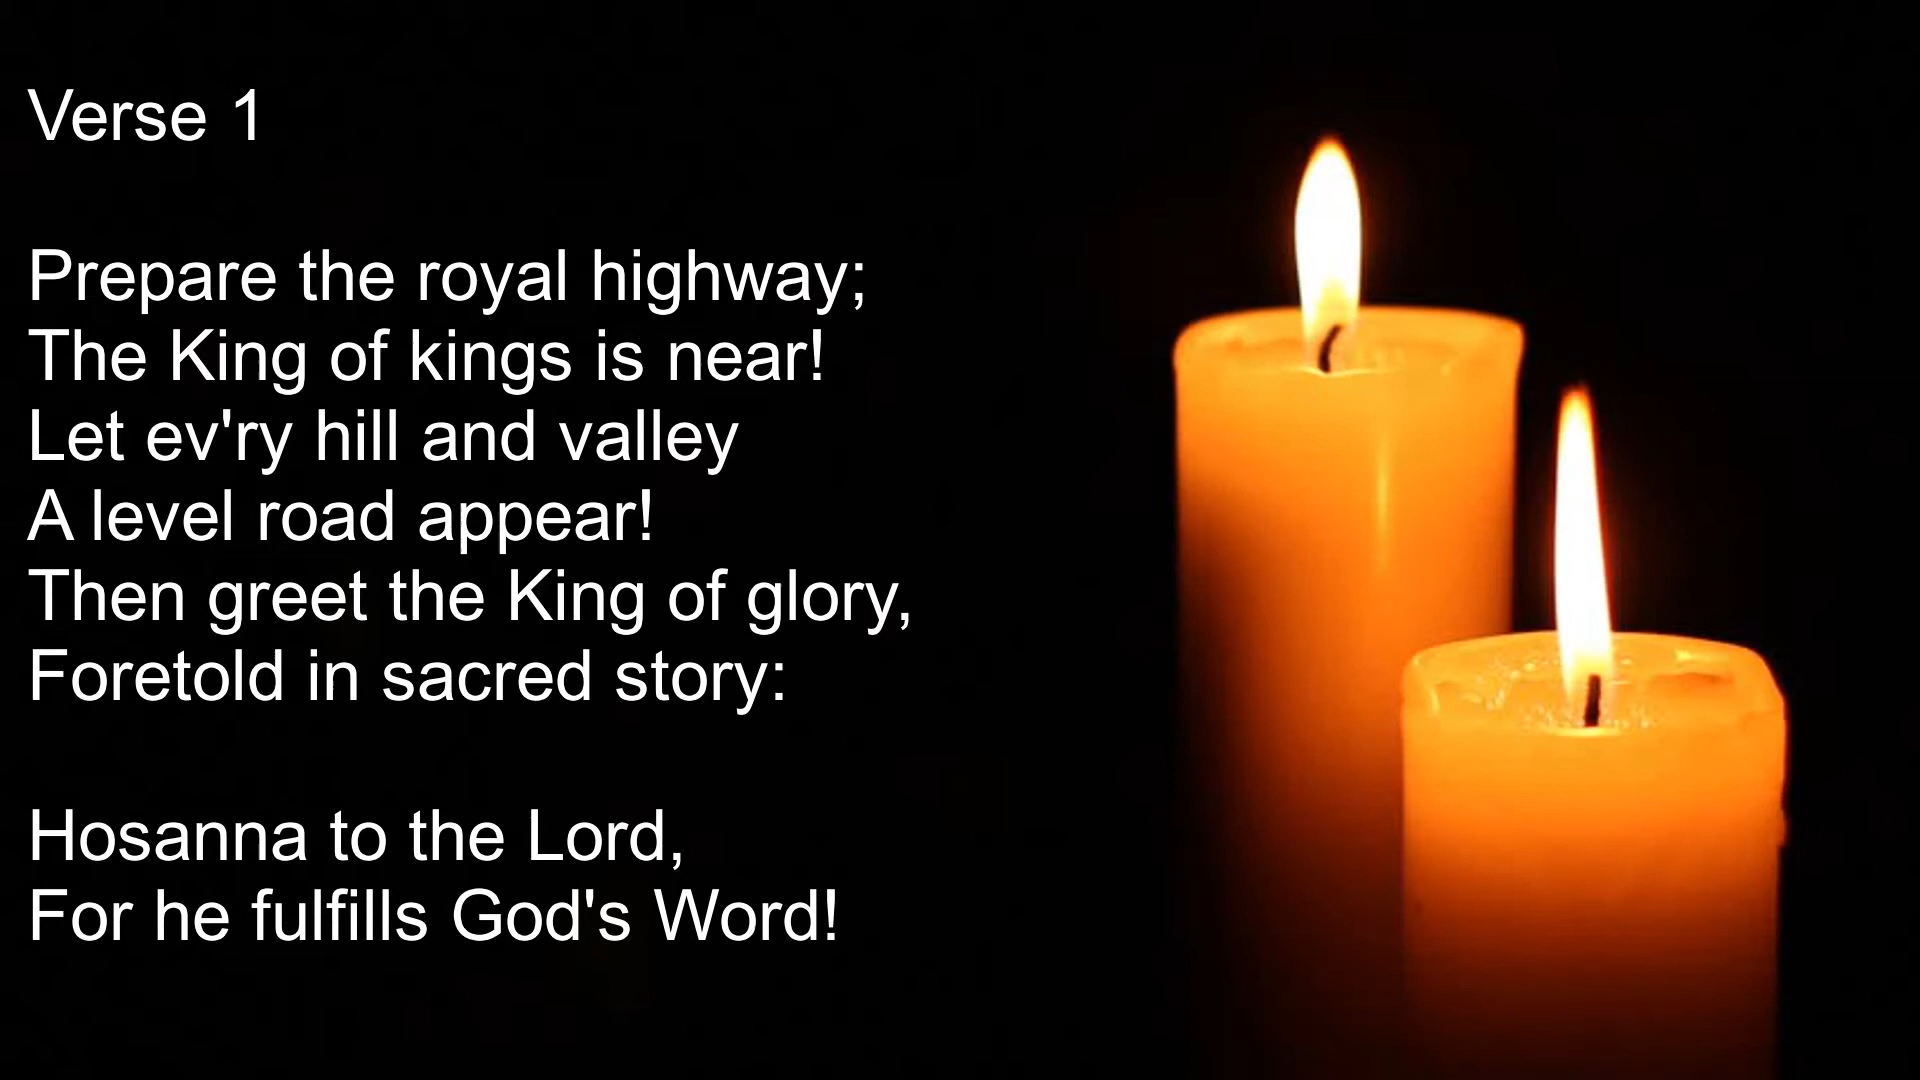 Verse 1
Prepare the royal highway;
The King of kings is near!
Let ev'ry hill and valley
A level road appear!
Then greet the King of glory,
Foretold in sacred story:
Hosanna to the Lord,
For he fulfills God's Word!